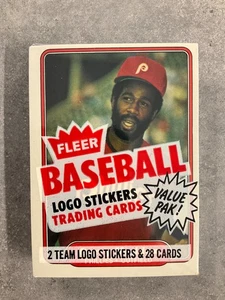 P
FLEER
BASEBALL
LOGO STICKERS
TRADING CARDS
VALUE
PAK!
2 TEAM LOGO STICKERS & 28 CARDS